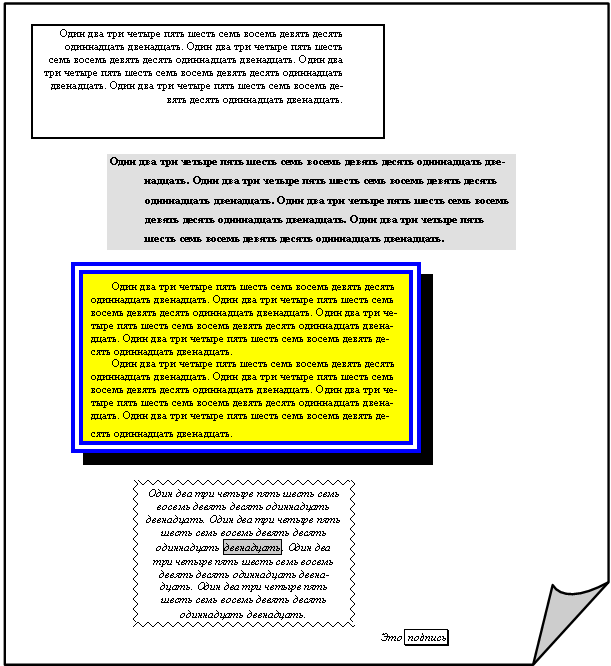 Один два три четыре пять шесть семь восемь девять десять
одиннадцать двенадцать. Один два три четыре пять шесть
семь восемь девять десять одиннадцать двенадцать. Один два
три четыре пять шесть семь восемь девять десять одиннадцать
двенадцать. Один два три четыре пять шесть семь восемь де-
вять десять одиннадцать двенадцать.
Один два три четыре пять шесть семь восемь девять десять одиннадцать две-
надцать. Один два три четыре пять шесть семь восемь девять десять
одиннадцать двенадцать. Один два три четыре пять шесть семь восемь
девять десять одиннадцать двенадцать. Один два три четыре пять
шесть семь восемь девять десять одиннадцать двенадцать.
Один два три четыре пять шесть семь восемь девять десять
одиннадцать двенадцать. Один два три четыре пять шесть семь
восемь девять десять одиннадцать двенадцать. Один два три че-
тыре пять шесть семь восемь девять десять одиннадцать двена-
дцать. Один два три четыре пять шесть семь восемь девять де-
сять одиннадцать двенадцать.
Один два три четыре пять шесть семь восемь девять десять
одиннадцать двенадцать. Один два три четыре пять шесть семь
восемь девять десять одиннадцать двенадцать. Один два три че-
тыре пять шесть семь восемь девять десять одиннадцать двена-
дцать. Один два три четыре пять шесть семь восемь девять де-
сять одиннадцать двенадцать.
Один два три четыре пять шесть семь
восемь девять десять одиннадцать
двенадцать. Один два три четыре пять
шесть семь восемь девять десять
одиннадцать двенадцать. Один два
три четыре пять шесть семь восемь
девять десять одиннадцать двена-
дцать. Один два три четыре пять
шесть семь восемь девять десять
одиннадцать двенадцать.
Это подпись